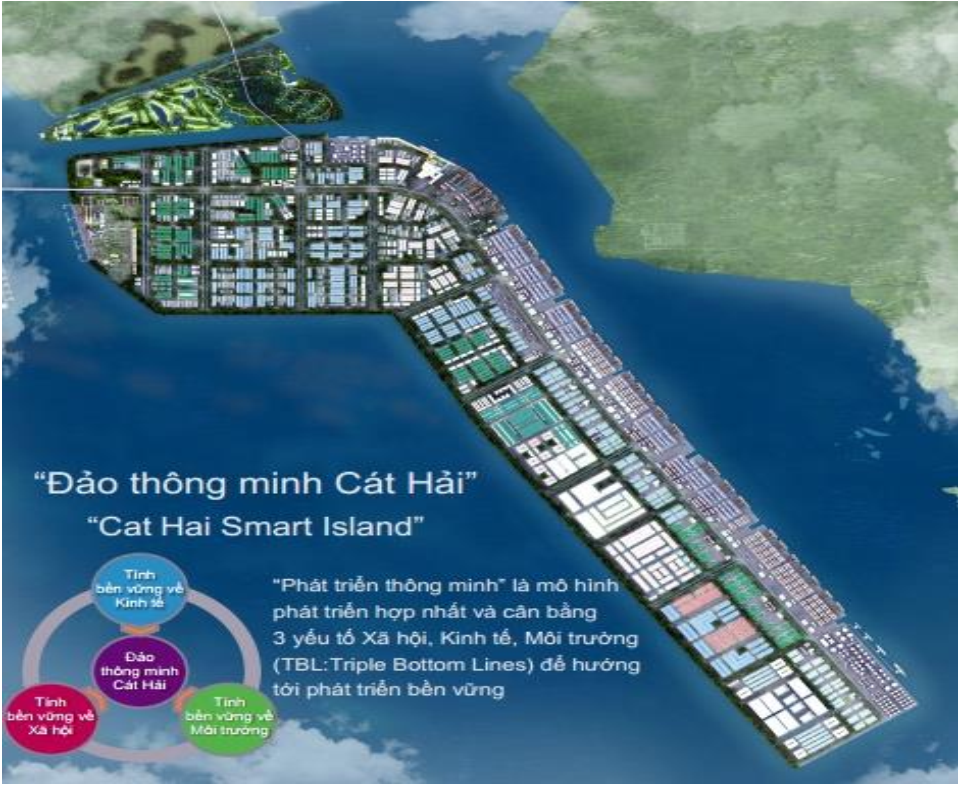 “Đảo thông minh Cát Hải”
“Cat Hai Smart Island”
Tính
bền vững về
Kinh tế
Đảo
thông minh
Cát Hải
Tính
bền vững về
Xã hội
Tính
bền vững về
Môi trường
“Phát triển thông minh” là mô hình
phát triển hợp nhất và cân bằng
3 yếu tố Xã hội, Kinh tế, Môi trường
(TBL:Triple Bottom Lines) để hướng
tới phát triển bền vững